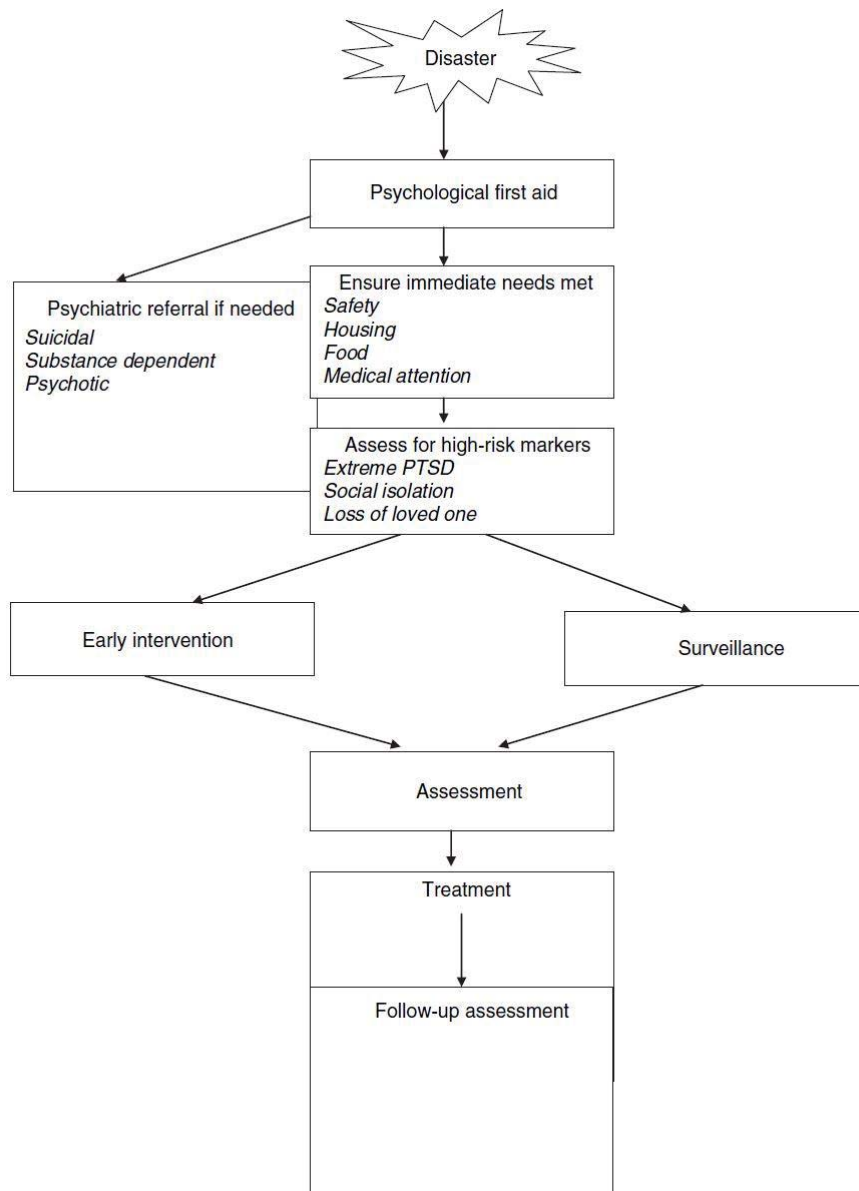 Disaster
Psychological first aid
Psychiatric referral if needed
Suicidal
Substance dependent
Psychotic
Ensure immediate needs met
Safety
Housing
Food
Medical attention
Assess for high-risk markers
Extreme PTSD
Social isolation
Loss of loved one
Early intervention
Surveillance
Assessment
Treatment
Follow-up assessment